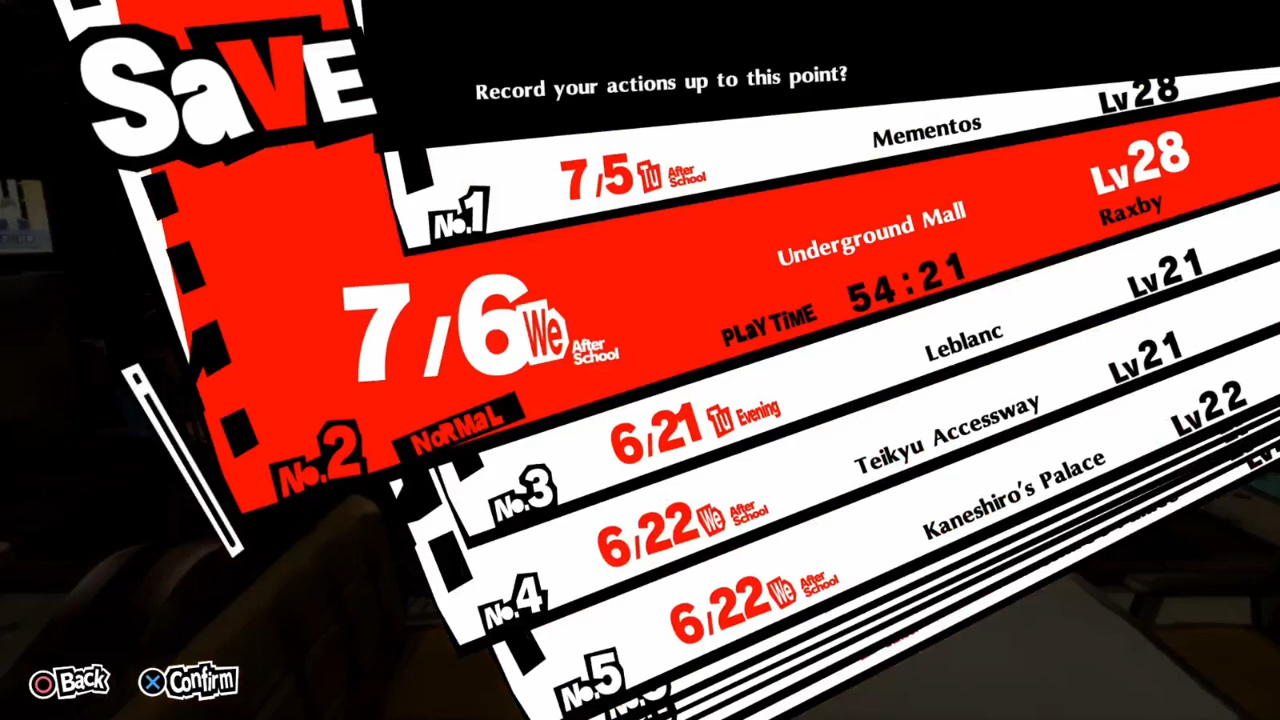 SaVE
Record your actions up to this point?
No.1 7/5 Tu After School Mementos Lv28
No.2 7/6 We After School Underground Mall Lv28
PLaY TiME 54:21 Raxby
NoRMaL
No.3 6/21 Tu Evening Leblanc Lv21
No.4 6/22 We After School Teikyu Accessway Lv21
No.5 6/22 We After School Kaneshiro's Palace Lv22
Back Confirm